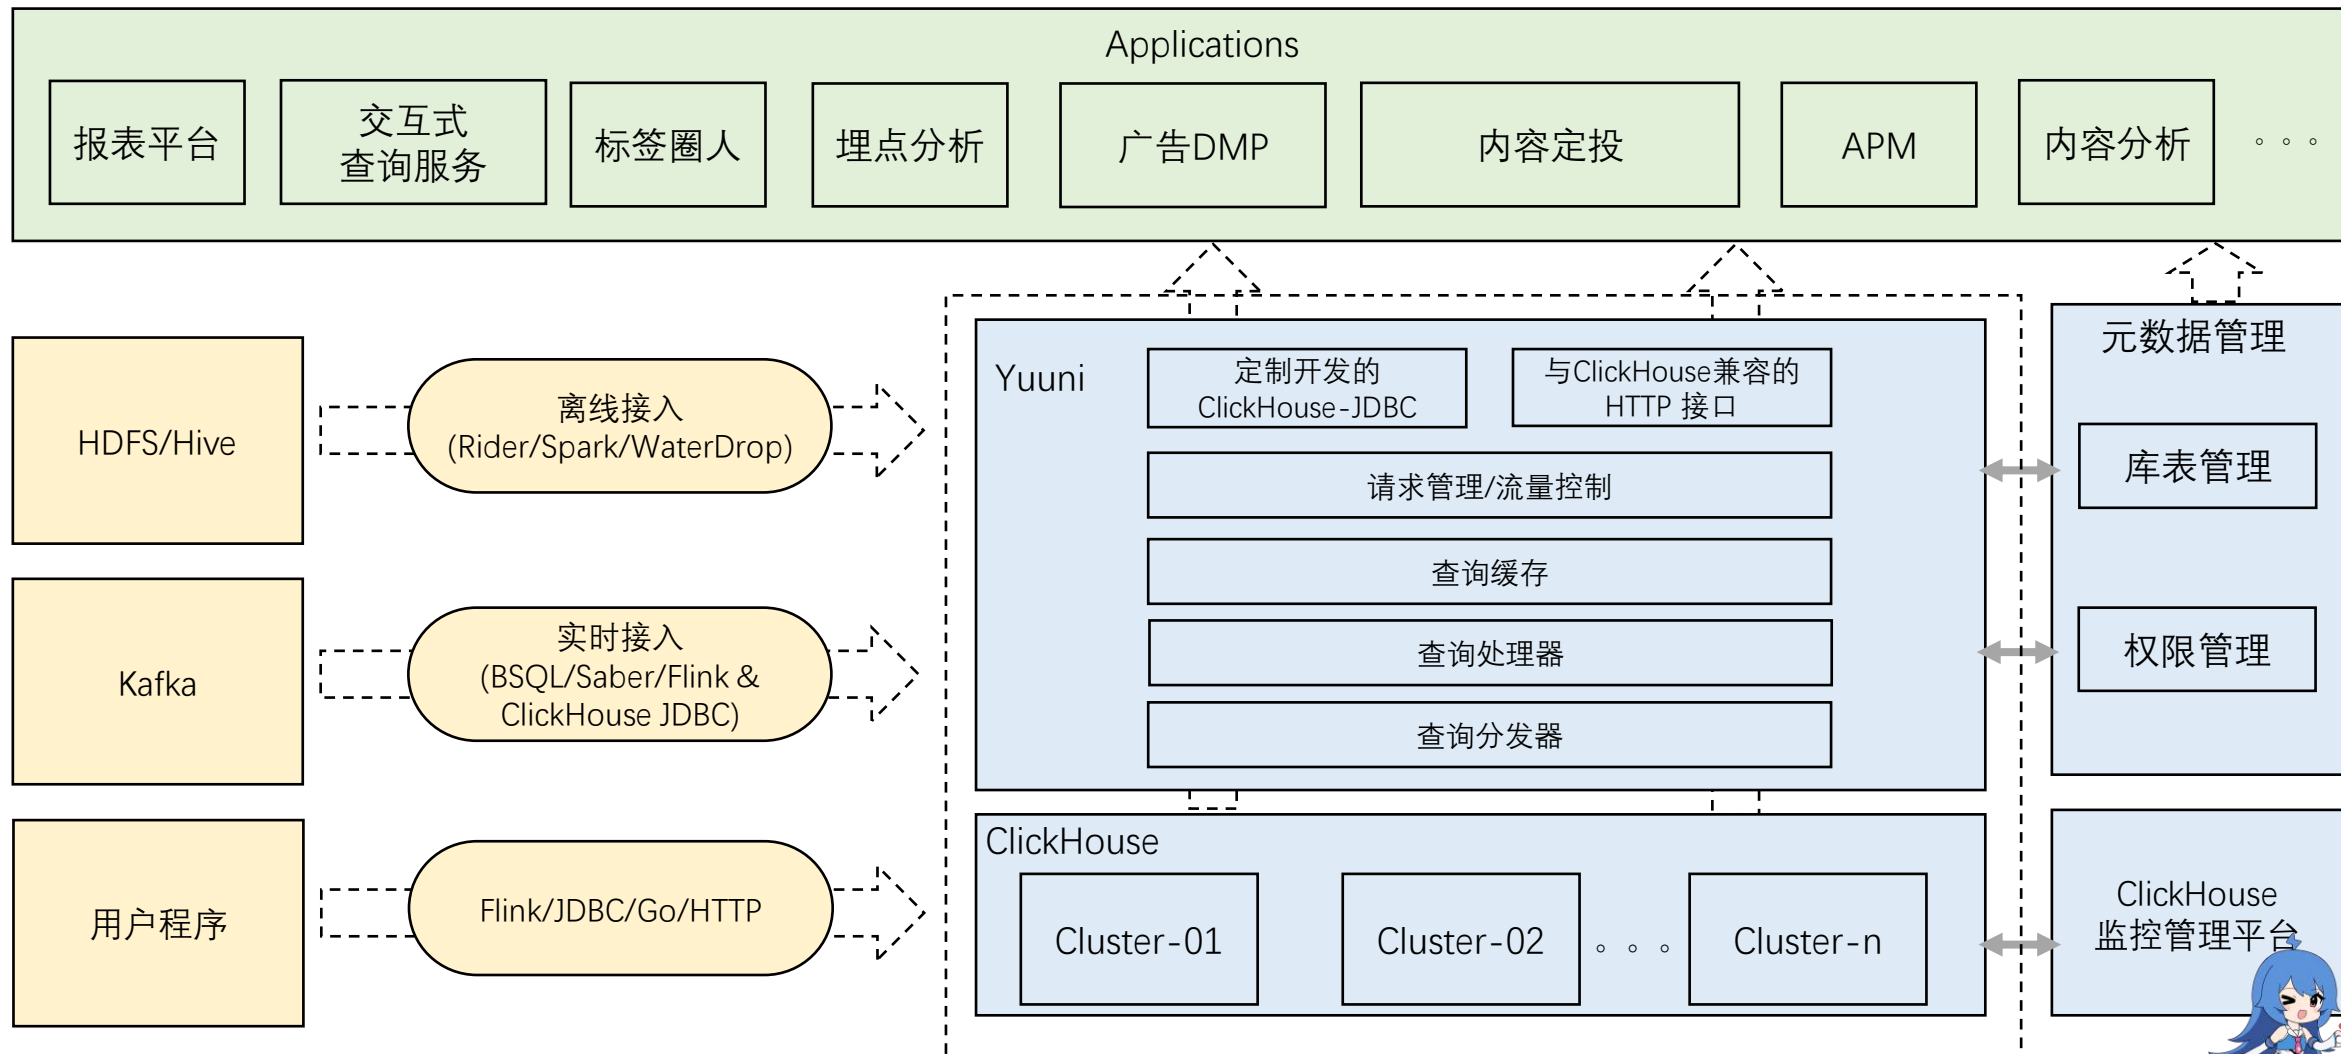 Applications
报表平台
交互式
查询服务
标签圈人
埋点分析
广告DMP
内容定投
APM
内容分析
。。。
HDFS/Hive
离线接入
(Rider/Spark/WaterDrop)
Kafka
实时接入
(BSQL/Saber/Flink &
ClickHouse JDBC)
用户程序
Flink/JDBC/Go/HTTP
Yuuni
定制开发的
ClickHouse-JDBC
与ClickHouse兼容的
HTTP 接口
请求管理/流量控制
查询缓存
查询处理器
查询分发器
ClickHouse
Cluster-01
Cluster-02
。。。
Cluster-n
元数据管理
库表管理
权限管理
ClickHouse
监控管理平台